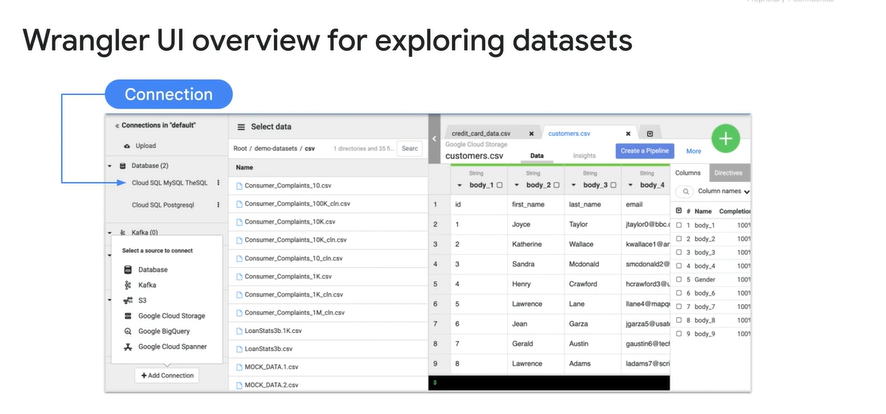 Wrangler UI overview for exploring datasets
Connection
Connections in "default"
Upload
Database (2)
Cloud SQL MySQL TheSQL
Cloud SQL Postgresql
Kafka (0)
Select a source to connect
Database
Kafka
S3
Google Cloud Storage
Google BigQuery
Google Cloud Spanner
+ Add Connection
Select data
Root / demo-datasets / csv
1 directories and 35 fi...
Searc
Name
Consumer_Complaints_10.csv
Consumer_Complaints_100K_cln.csv
Consumer_Complaints_10K.csv
Consumer_Complaints_10K_cln.csv
Consumer_Complaints_10_cln.csv
Consumer_Complaints_1K.csv
Consumer_Complaints_1K_cln.csv
Consumer_Complaints_1M_cln.csv
LoanStats3b.1K.csv
LoanStats3b.csv
MOCK_DATA.1.csv
MOCK_DATA.2.csv
credit_card_data.csv
customers.csv
Google Cloud Storage
customers.csv
Data
Insights
Create a Pipeline
More
String String String String
body_1 body_2 body_3 body_4
1 id first_name last_name email
2 1 Joyce Taylor jtaylor0@bbc.c
3 2 Katherine Wallace kwallace1@ar
4 3 Sandra Mcdonald smcdonald2@
5 4 Henry Crawford hcrawford3@u
6 5 Lawrence Lane llane4@mapqu
7 6 Jean Garza jgarza5@usato
8 7 Gerald Austin gaustin6@tech
9 8 Lawrence Adams ladams7@scri
Columns
Directives
Column names
# Name Completion
1 body_1 100%
2 body_2 100%
3 body_3 100%
4 body_4 100%
5 Gender 100%
6 body_6 100%
7 body_7 100%
8 body_8 100%
9 body_9 100%